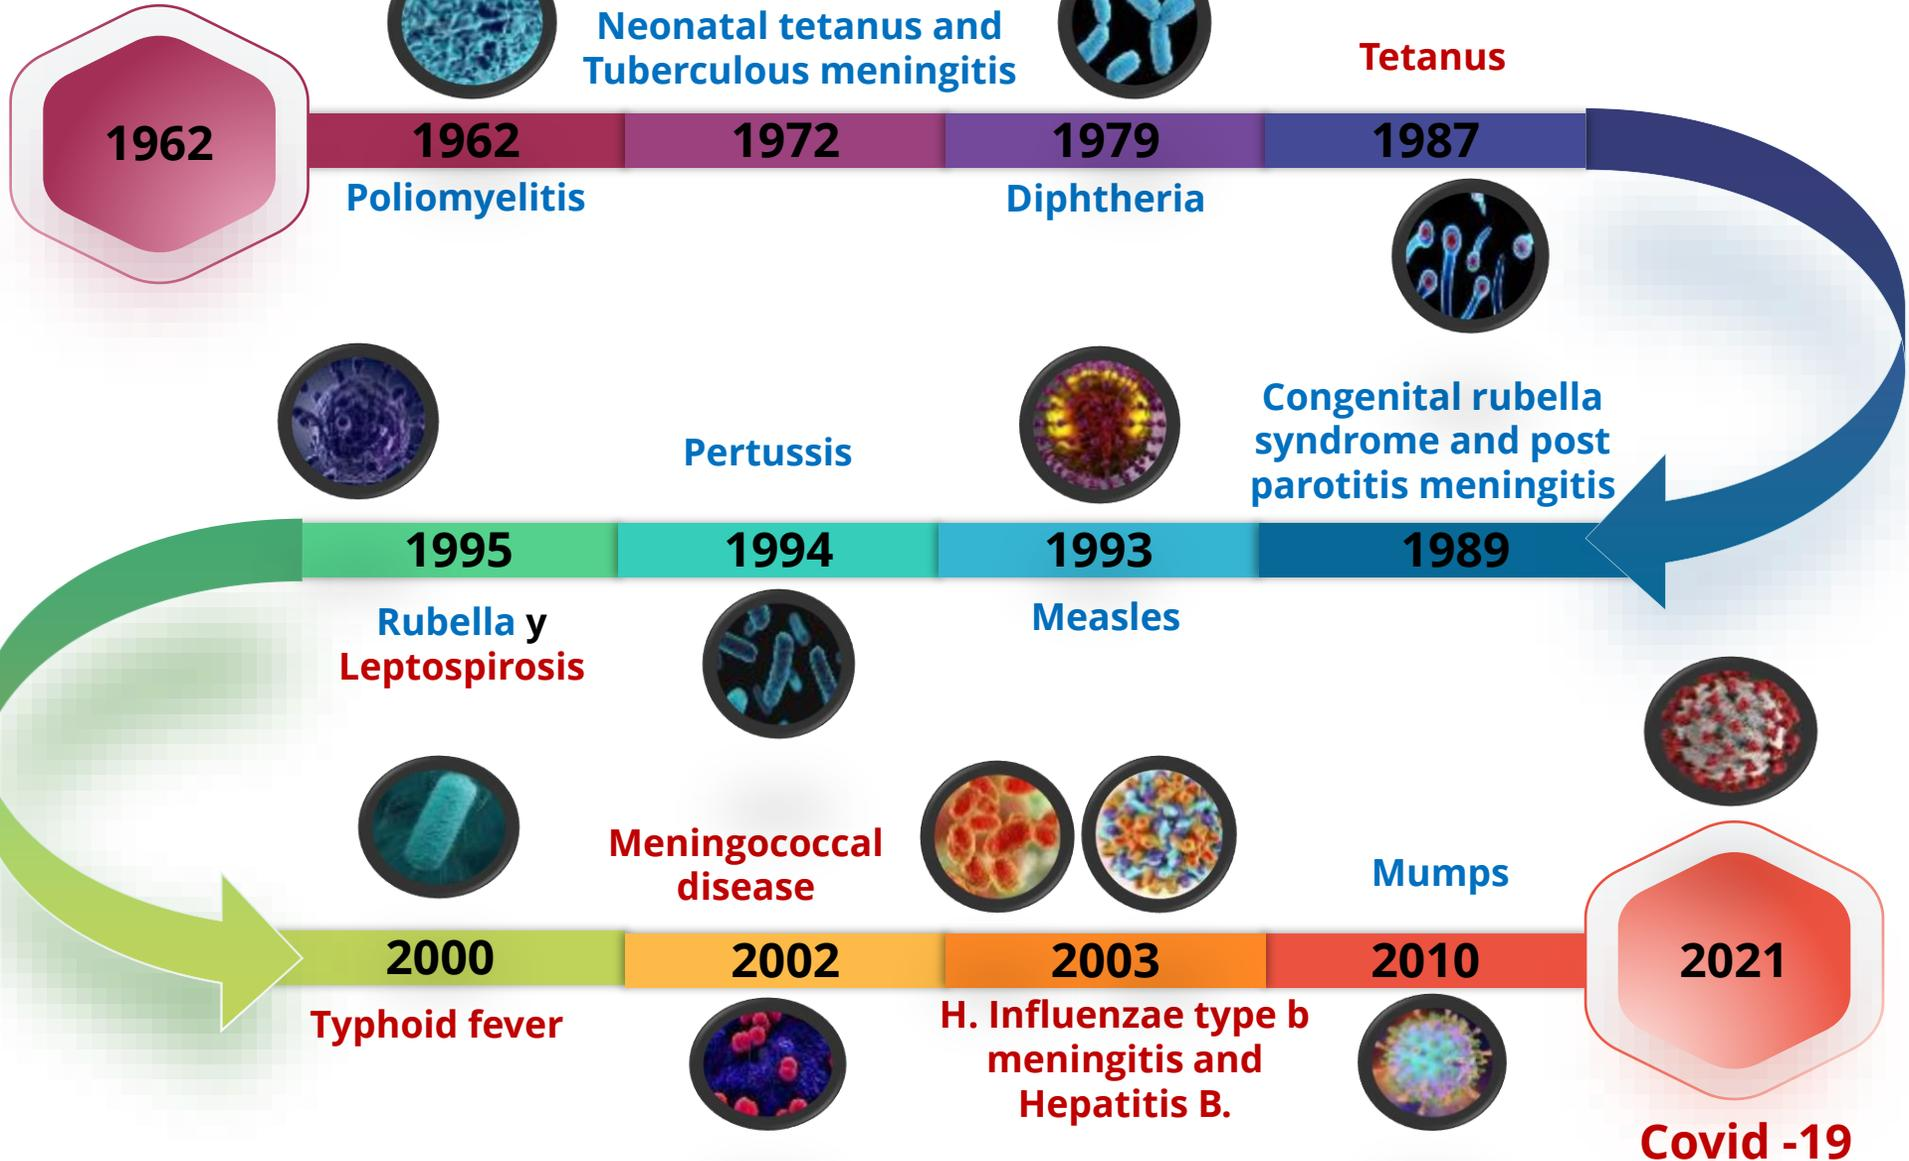 Neonatal tetanus and
Tuberculous meningitis
Tetanus
1962
1962
1972
1979
1987
Poliomyelitis
Diphtheria
Pertussis
Congenital rubella
syndrome and post
parotitis meningitis
1995
1994
1993
1989
Rubella y
Leptospirosis
Measles
Meningococcal
disease
Mumps
2000
2002
2003
2010
2021
Typhoid fever
H. Influenzae type b
meningitis and
Hepatitis B.
Covid -19